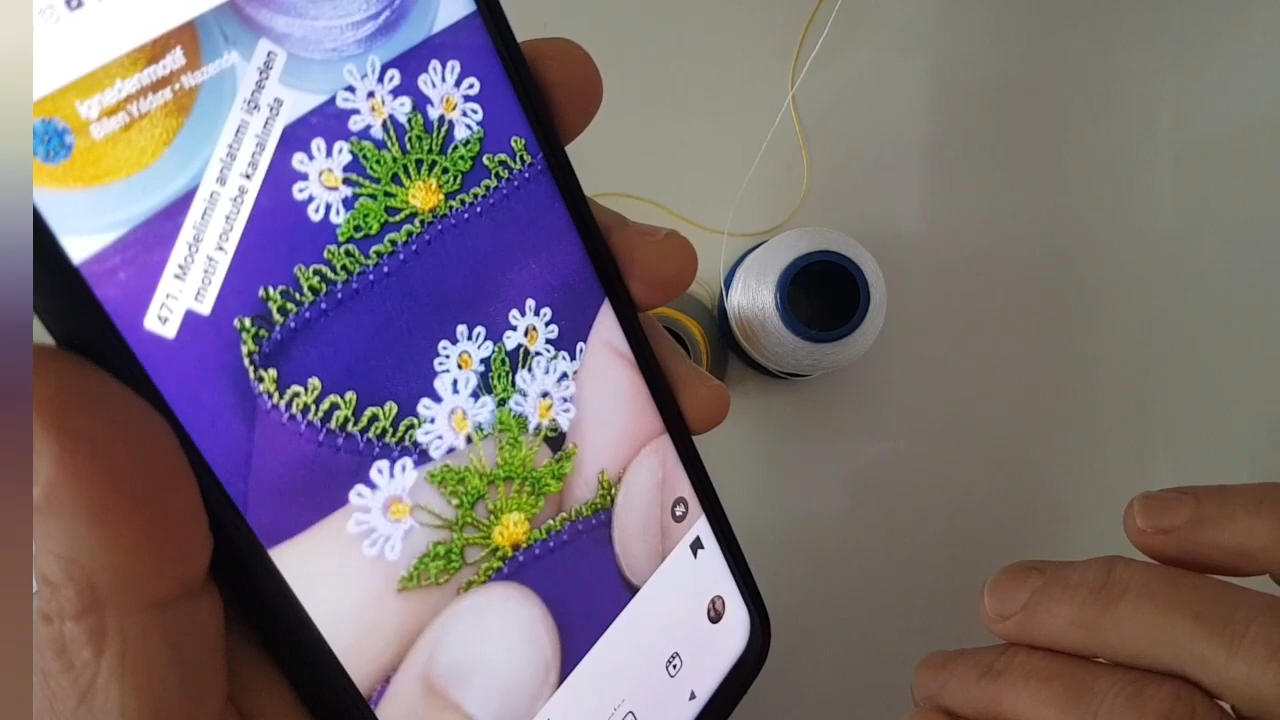 ignedenmotif
Bilen Yıldız • Nazende
471. Modelimin anlatımı iğneden
motif youtube kanalımda